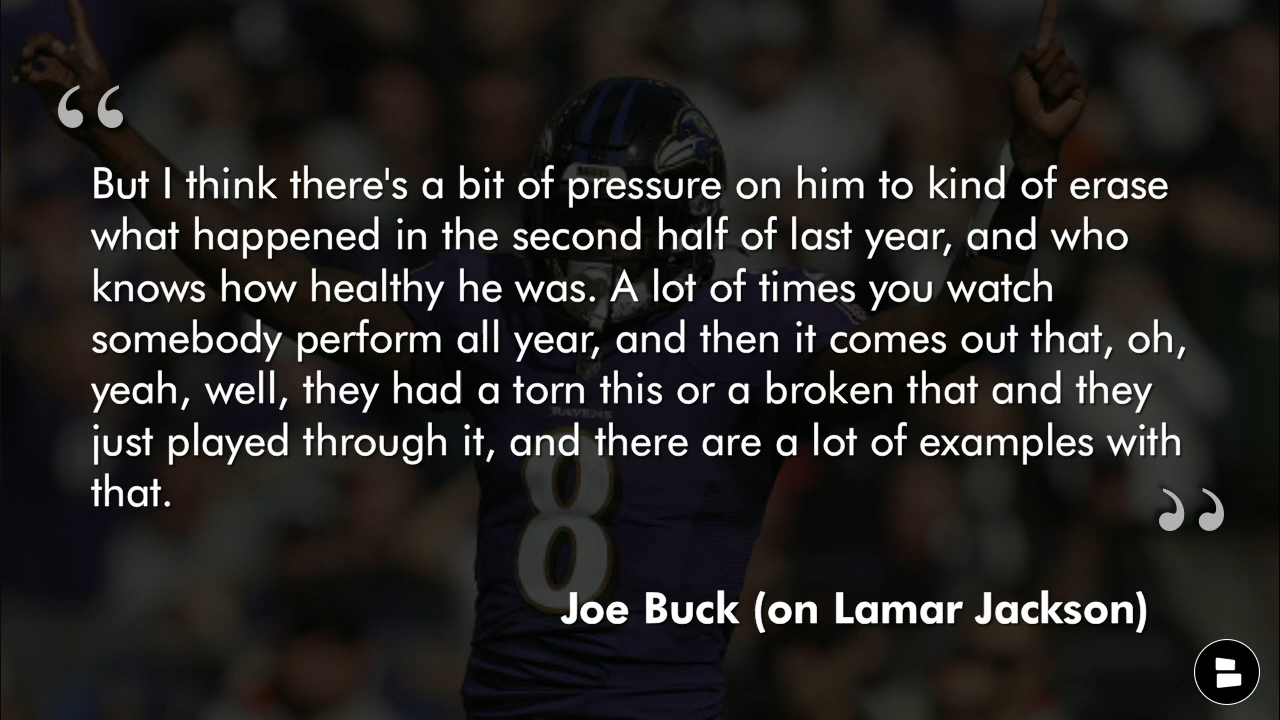 “
But I think there's a bit of pressure on him to kind of erase
what happened in the second half of last year, and who
knows how healthy he was. A lot of times you watch
somebody perform all year, and then it comes out that, oh,
yeah, well, they had a torn this or a broken that and they
just played through it, and there are a lot of examples with
that.
”
RAVENS
8
Joe Buck (on Lamar Jackson)